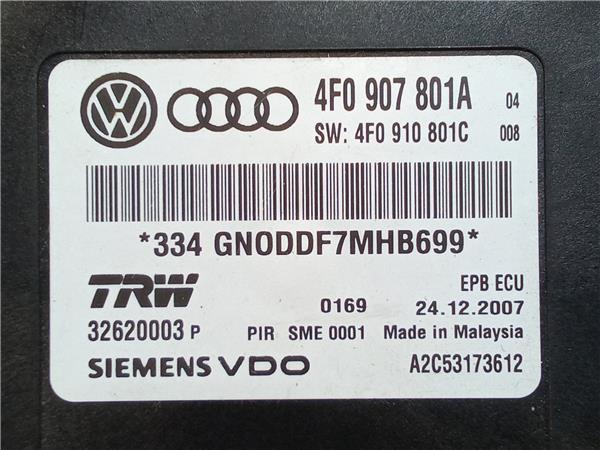 4F0 907 801A 04
SW: 4F0 910 801C 008
*334 GNODDF7MHB699*
TRW EPB ECU
0169 24.12.2007
32620003 P PIR SME 0001 Made in Malaysia
SIEMENS VDO A2C53173612